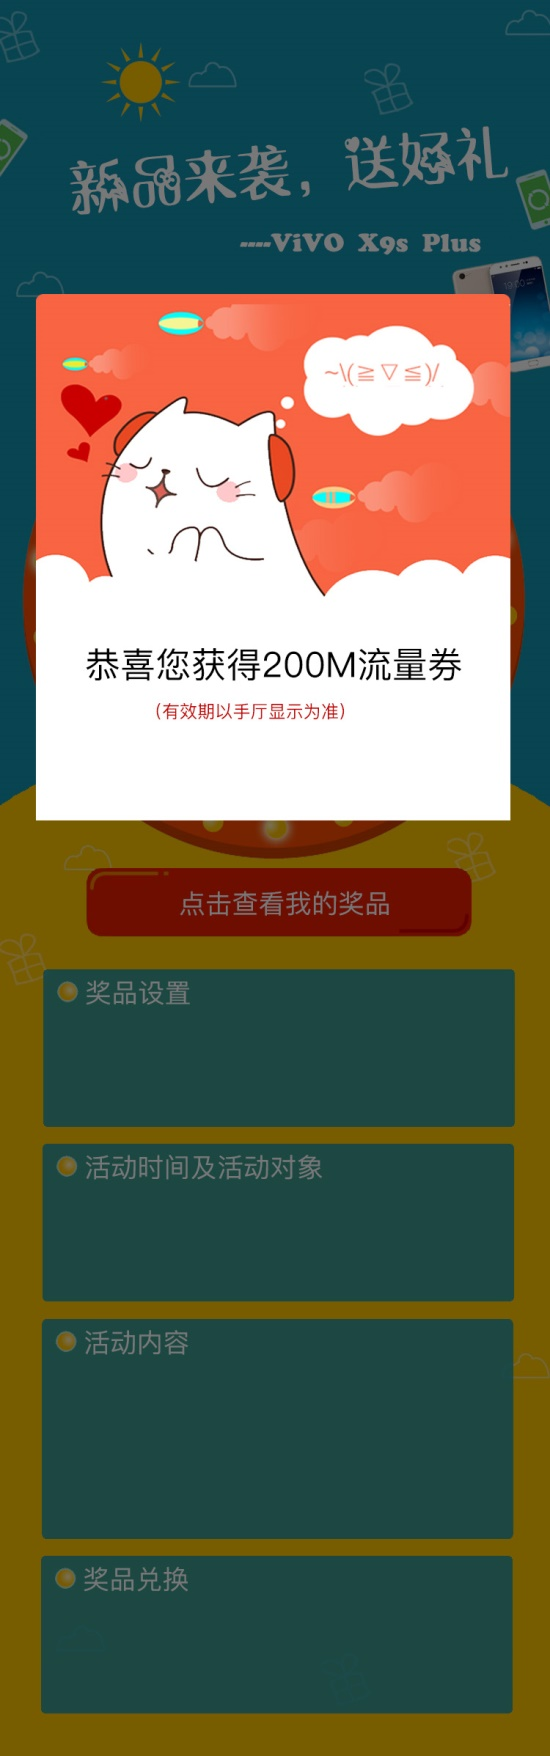 新品来袭，送好礼
----ViVO X9s Plus
~\(≧▽≦)/
恭喜您获得200M流量券
(有效期以手厅显示为准)
点击查看我的奖品
奖品设置
活动时间及活动对象
活动内容
奖品兑换